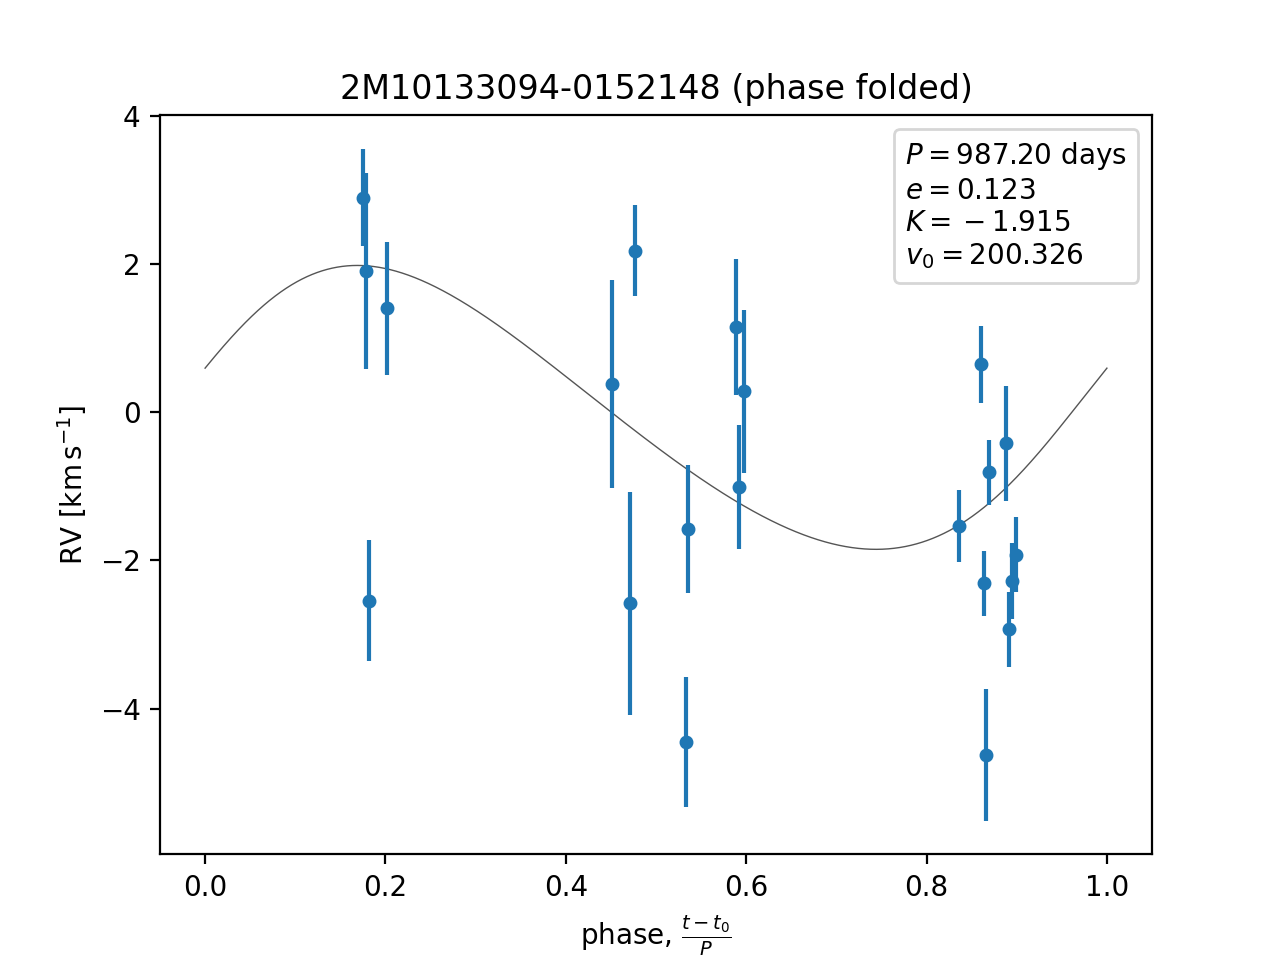 2M10133094-0152148 (phase folded)
P = 987.20 days
e = 0.123
K = −1.915
v₀ = 200.326
RV [km s⁻¹]
4
2
0
−2
−4
0.0 0.2 0.4 0.6 0.8 1.0
phase, (t − t₀)/P